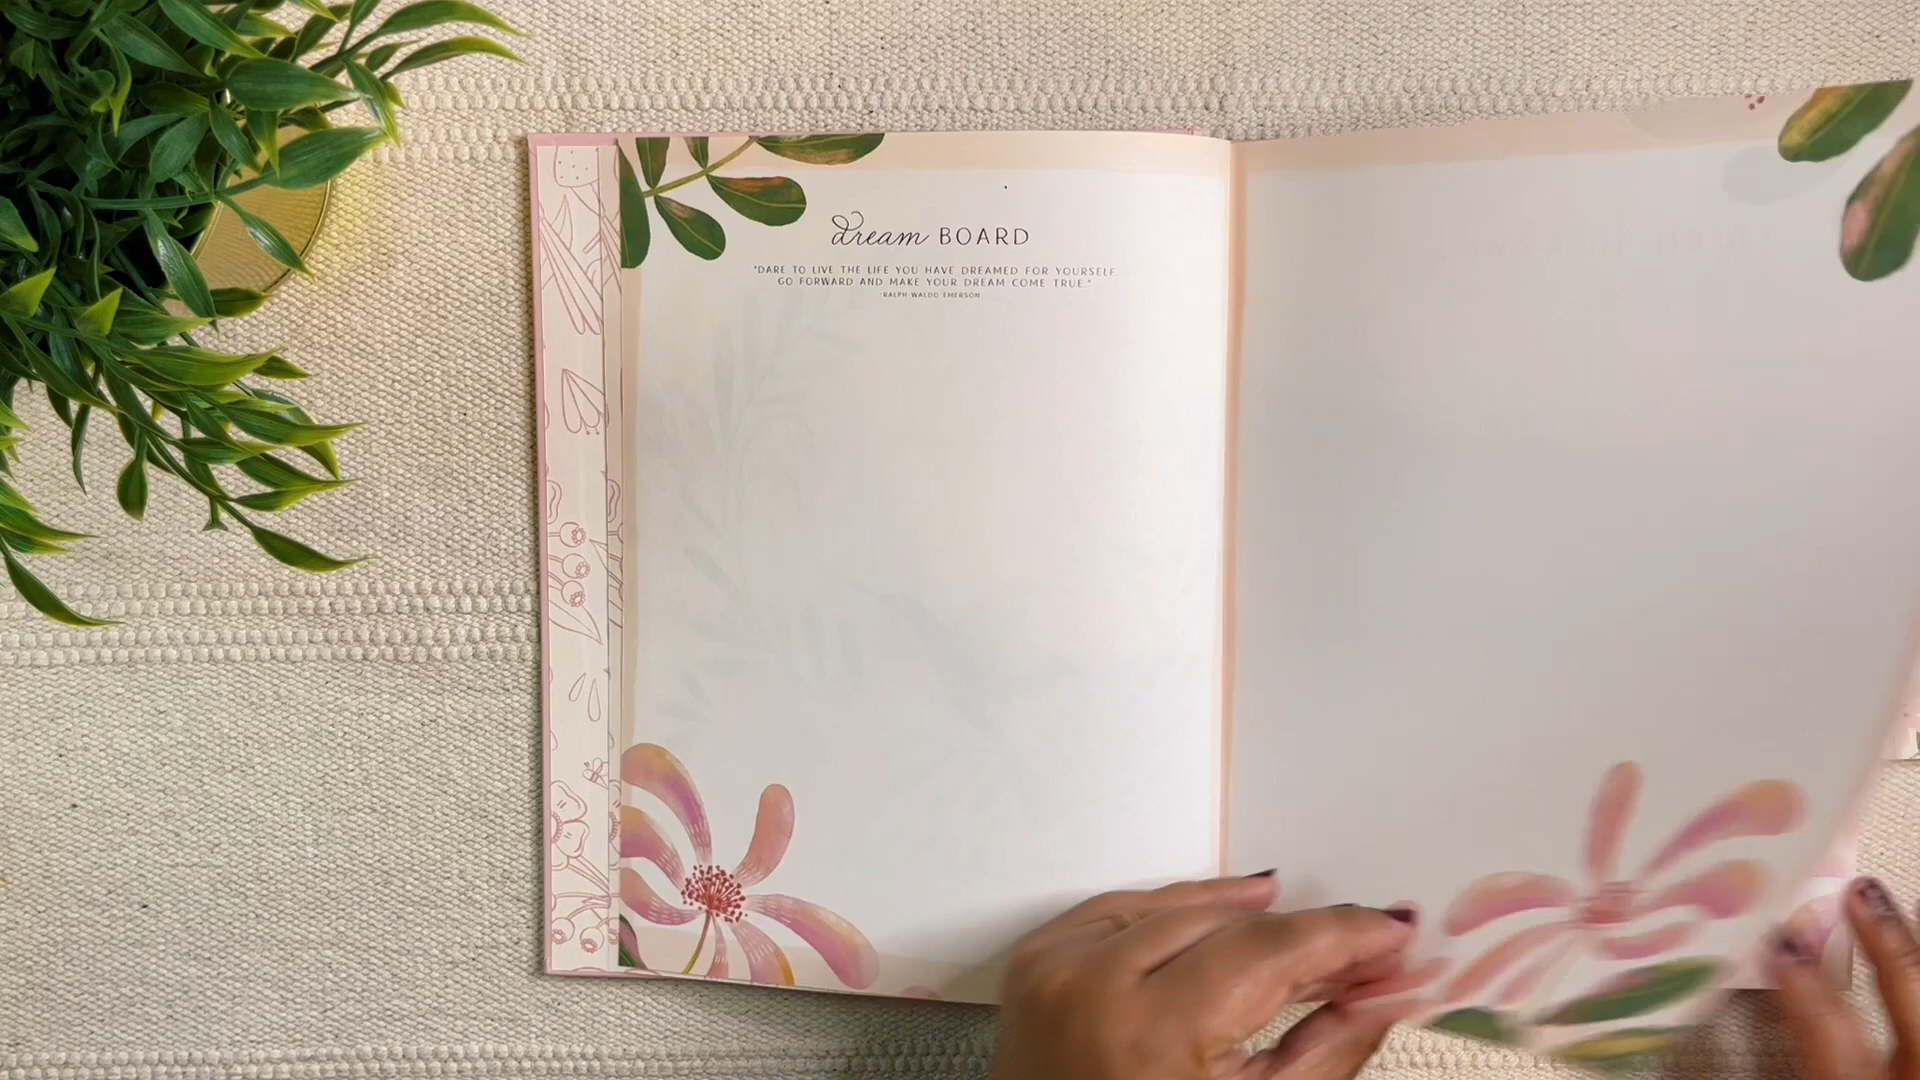 dream BOARD
"DARE TO LIVE THE LIFE YOU HAVE DREAMED FOR YOURSELF.
GO FORWARD AND MAKE YOUR DREAM COME TRUE."
-RALPH WALDO EMERSON